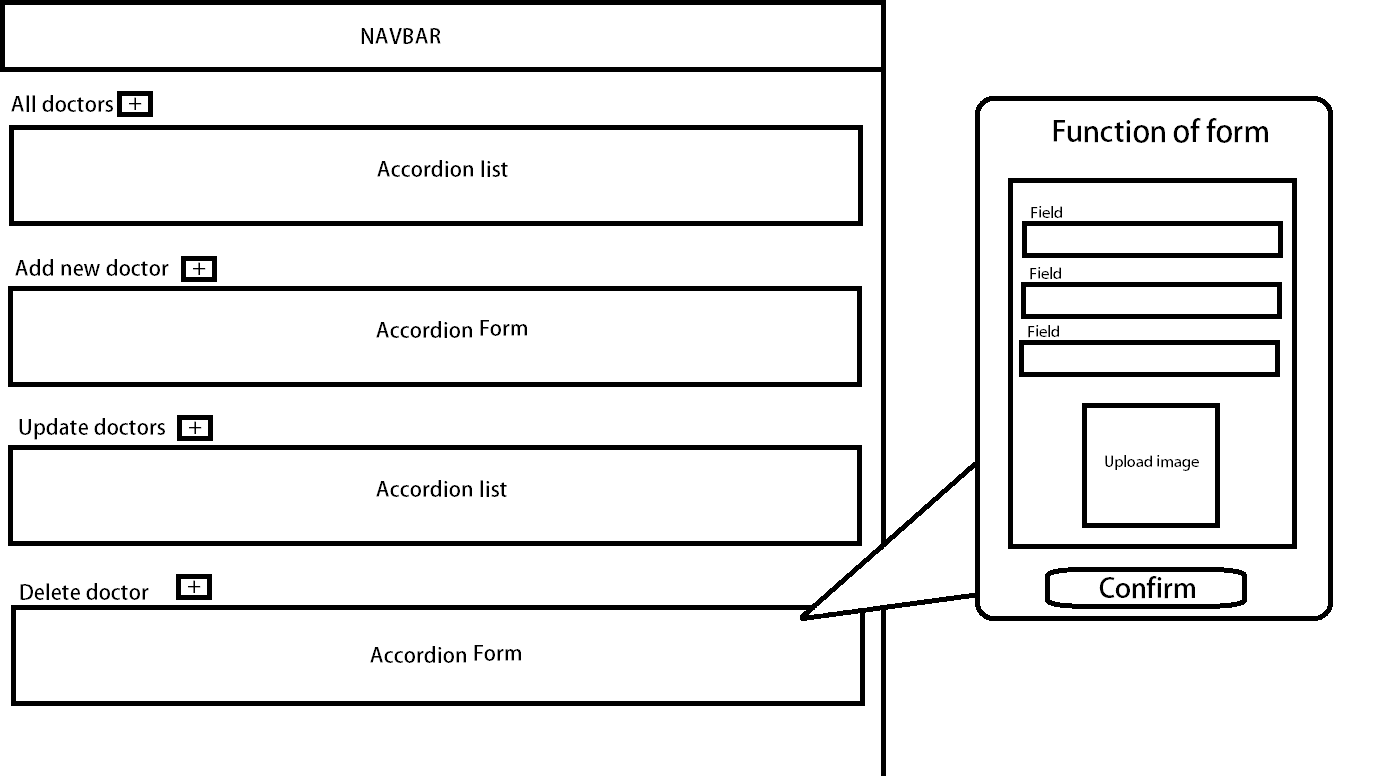 NAVBAR
All doctors +
Accordion list
Add new doctor +
Accordion Form
Update doctors +
Accordion list
Delete doctor +
Accordion Form
Function of form
Field
Field
Field
Upload image
Confirm